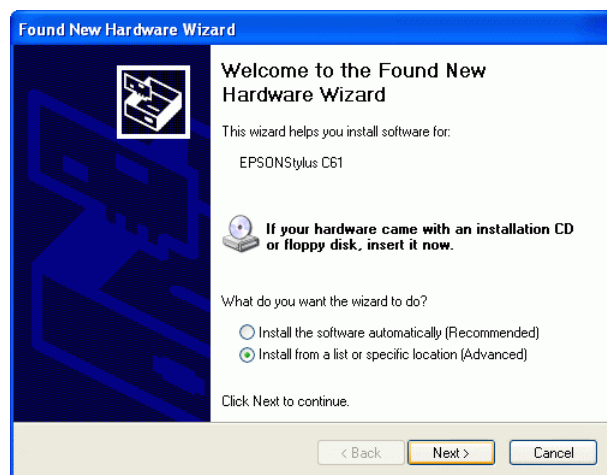 Found New Hardware Wizard
Welcome to the Found New
Hardware Wizard
This wizard helps you install software for:
EPSONStylus C61
If your hardware came with an installation CD
or floppy disk, insert it now.
What do you want the wizard to do?
Install the software automatically (Recommended)
Install from a list or specific location (Advanced)
Click Next to continue.
< Back Next > Cancel